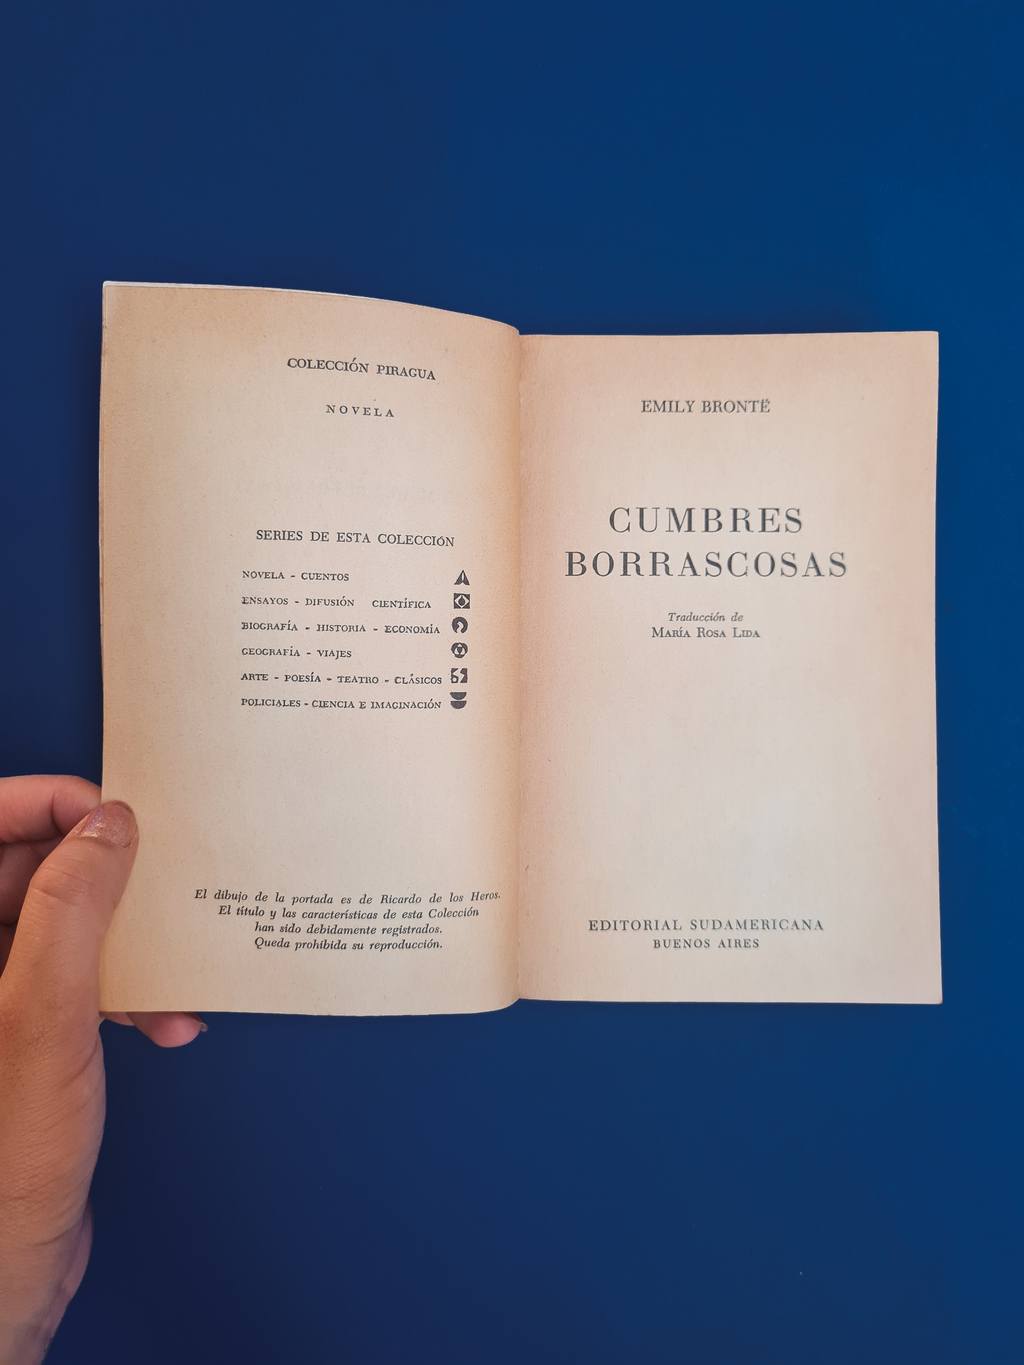 COLECCIÓN PIRAGUA
NOVELA
SERIES DE ESTA COLECCIÓN
NOVELA - CUENTOS
ENSAYOS - DIFUSIÓN CIENTÍFICA
BIOGRAFÍA - HISTORIA - ECONOMÍA
GEOGRAFÍA - VIAJES
ARTE - POESÍA - TEATRO - CLÁSICOS
POLICIALES - CIENCIA E IMAGINACIÓN
El dibujo de la portada es de Ricardo de los Heros.
El título y las características de esta Colección
han sido debidamente registrados.
Queda prohibida su reproducción.
EMILY BRONTË
CUMBRES
BORRASCOSAS
Traducción de
MARÍA ROSA LIDA
EDITORIAL SUDAMERICANA
BUENOS AIRES